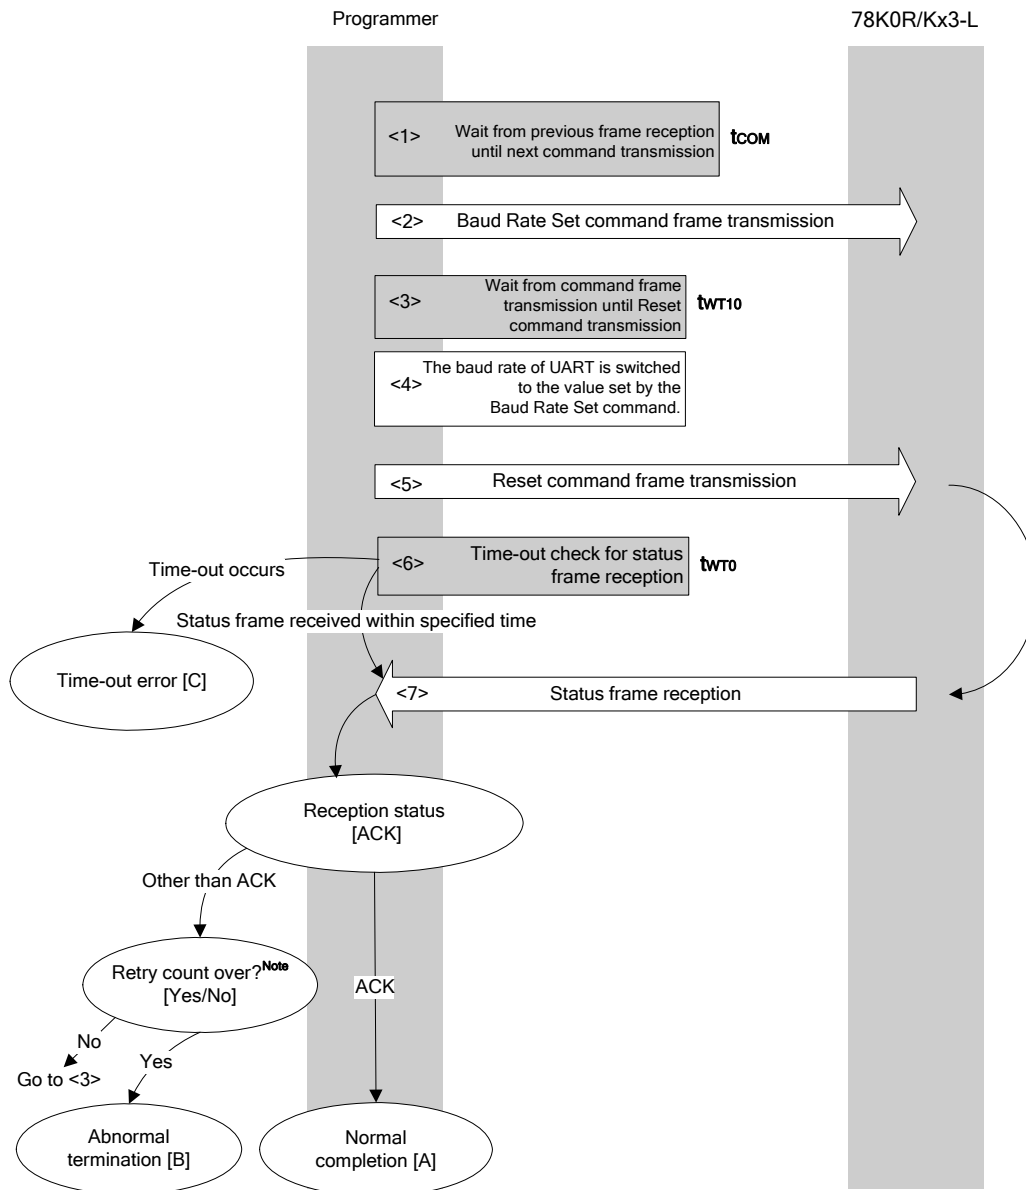 Programmer
78K0R/Kx3-L
<1>
Wait from previous frame reception
until next command transmission
tCOM
<2>
Baud Rate Set command frame transmission
<3>
Wait from command frame
transmission until Reset
command transmission
tWT10
<4>
The baud rate of UART is switched
to the value set by the
Baud Rate Set command.
<5>
Reset command frame transmission
<6>
Time-out check for status
frame reception
tWT0
Time-out occurs
Status frame received within specified time
Time-out error [C]
<7>
Status frame reception
Reception status
[ACK]
Other than ACK
Retry count over?Note
[Yes/No]
ACK
No
Yes
Go to <3>
Abnormal
termination [B]
Normal
completion [A]